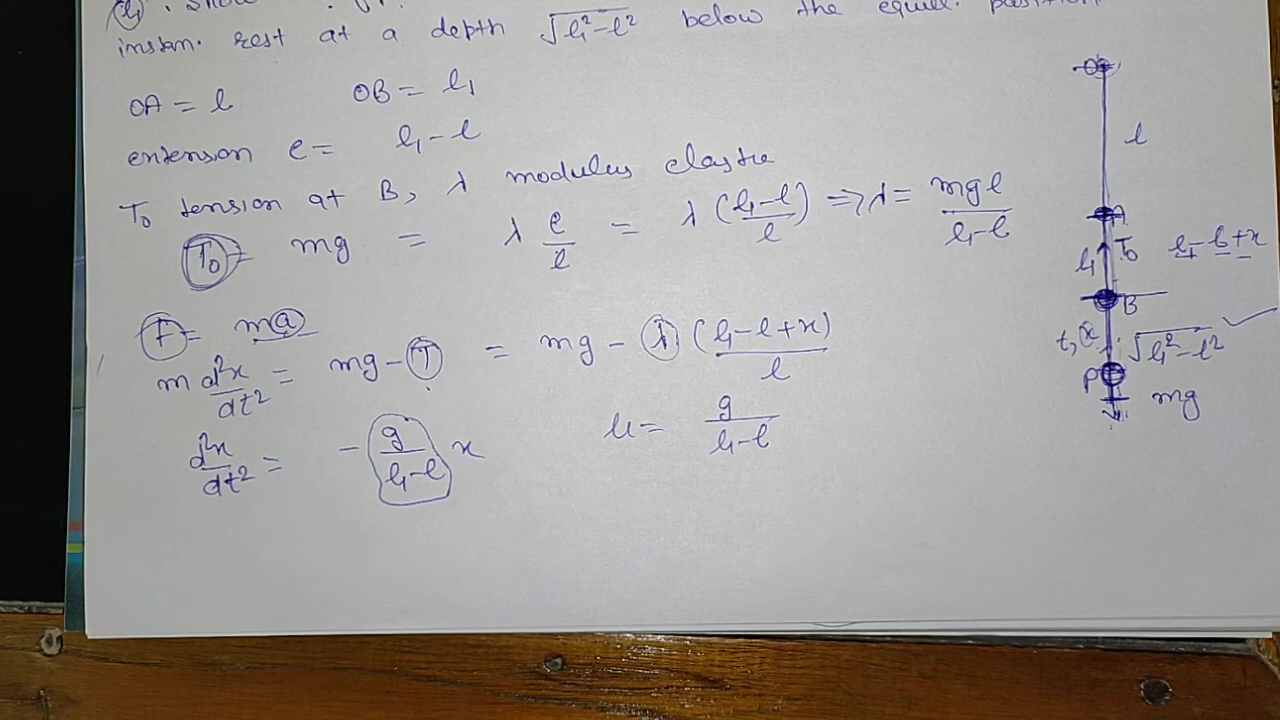 instan. rest at a depth √l₁²-l² below the equil. position
OA = l OB = l₁
extension e = l₁-l
T₀ tension at B, λ modulus elastic
T₀ = mg = λ e/l = λ (l₁-l)/l ⇒ λ = mgl/(l₁-l)
F = ma
m d²x/dt² = mg - T = mg - λ (l₁-l+x)/l
d²x/dt² = - g/(l₁-l) x μ = g/(l₁-l)
O
l
A
l₁ T₀ l₁-l+x
B
t, x √l₁²-l²
P
mg